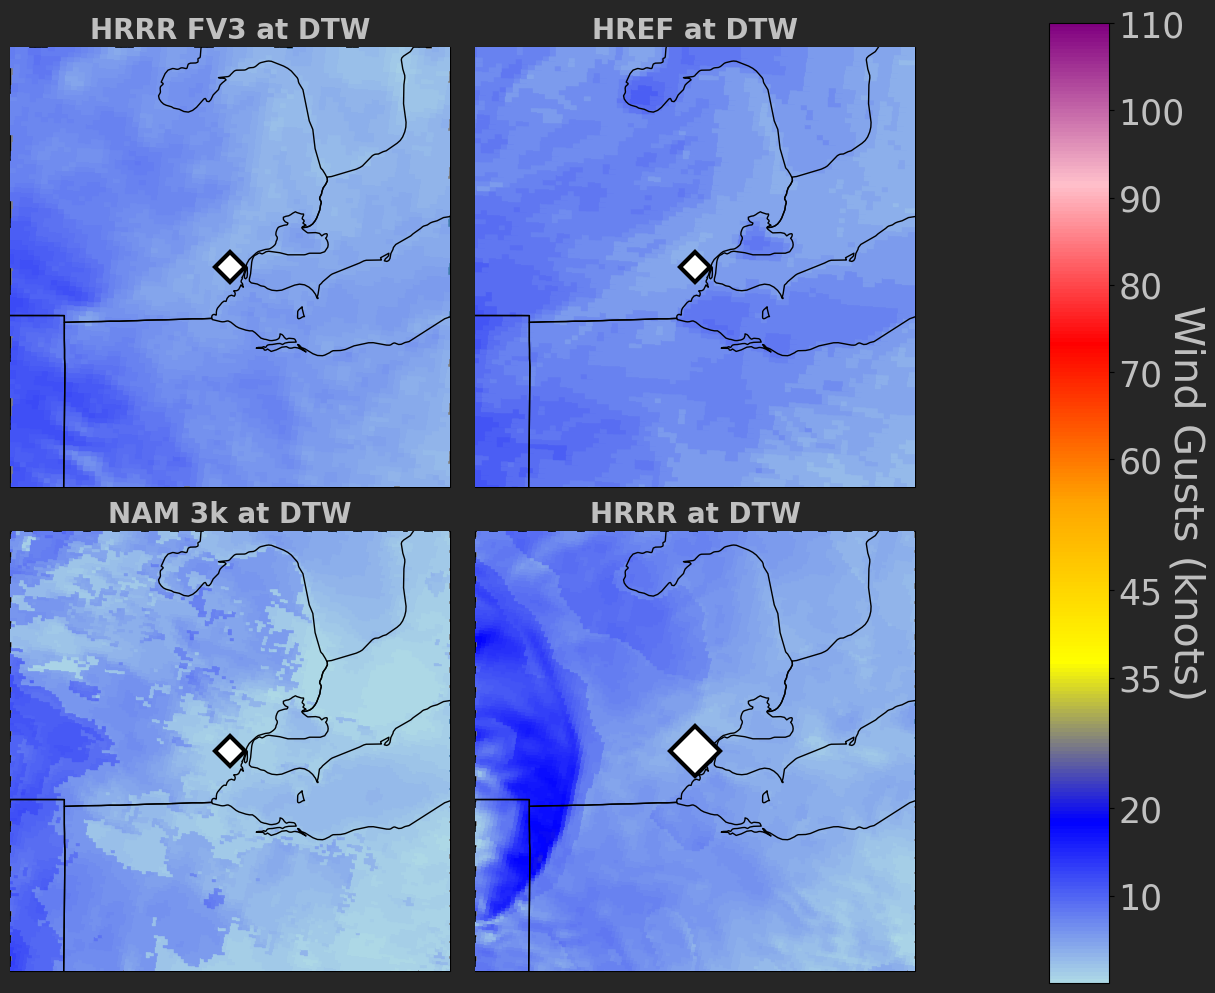 HRRR FV3 at DTW
HREF at DTW
NAM 3k at DTW
HRRR at DTW
110
100
90
80
70
60
45
35
20
10
Wind Gusts (knots)